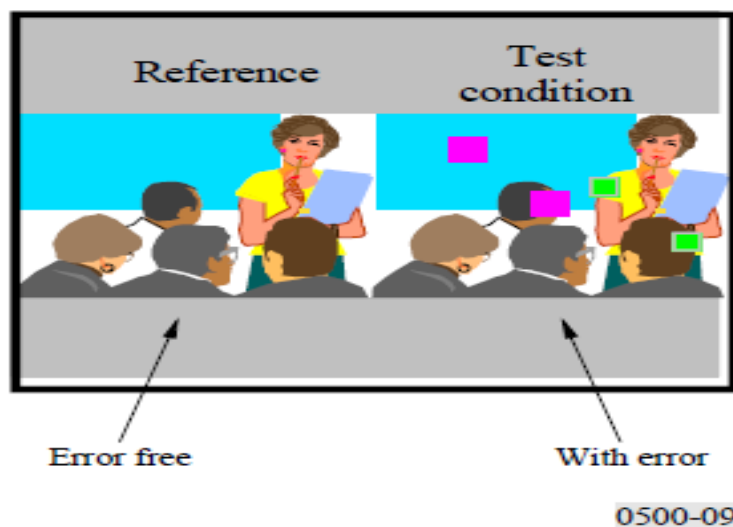 Reference
Test
condition
Error free
With error
0500-09